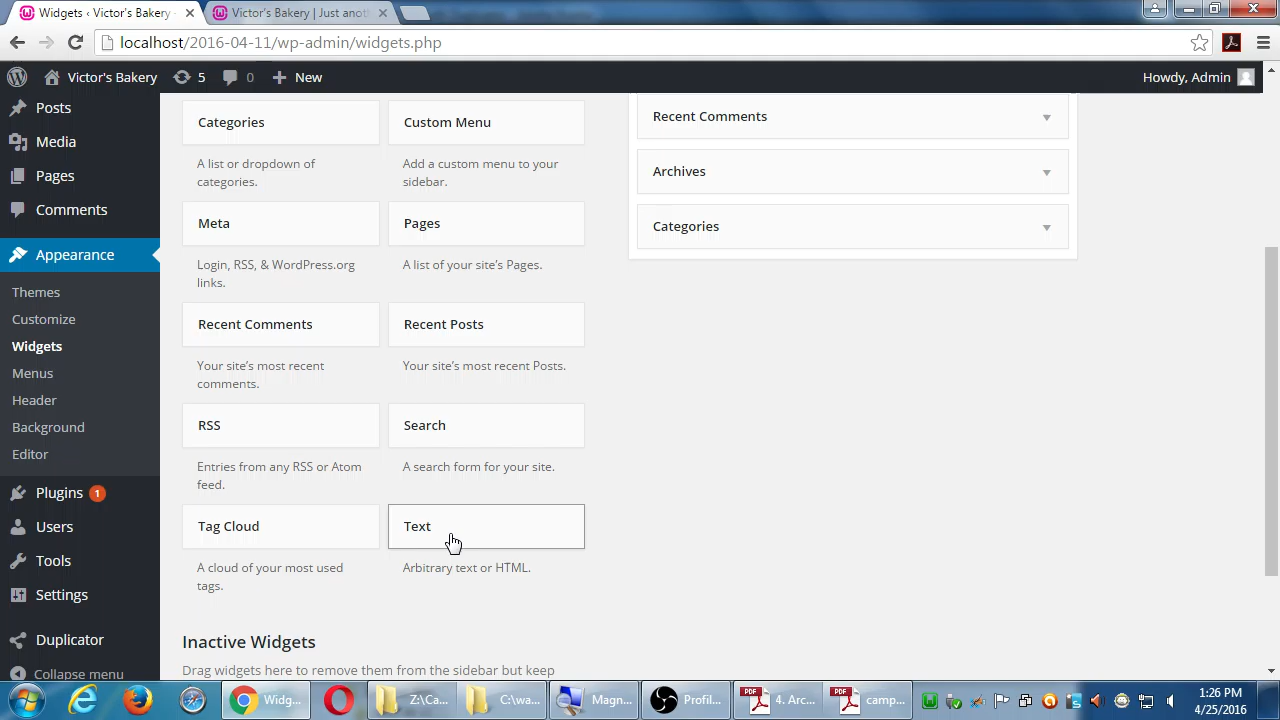 Widgets ‹ Victor's Bakery
Victor's Bakery | Just anot
localhost/2016-04-11/wp-admin/widgets.php
Victor's Bakery 5 0 New Howdy, Admin
Posts
Media
Pages
Comments
Appearance
Themes
Customize
Widgets
Menus
Header
Background
Editor
Plugins 1
Users
Tools
Settings
Duplicator
Collapse menu
Categories
A list or dropdown of
categories.
Custom Menu
Add a custom menu to your
sidebar.
Meta
Login, RSS, & WordPress.org
links.
Pages
A list of your site's Pages.
Recent Comments
Your site's most recent
comments.
Recent Posts
Your site's most recent Posts.
RSS
Entries from any RSS or Atom
feed.
Search
A search form for your site.
Tag Cloud
A cloud of your most used
tags.
Text
Arbitrary text or HTML.
Inactive Widgets
Drag widgets here to remove them from the sidebar but keep
Recent Comments
Archives
Categories
Widg...
Z:\Ca...
C:\wa...
Magn...
Profil...
4. Arc...
camp...
1:26 PM
4/25/2016